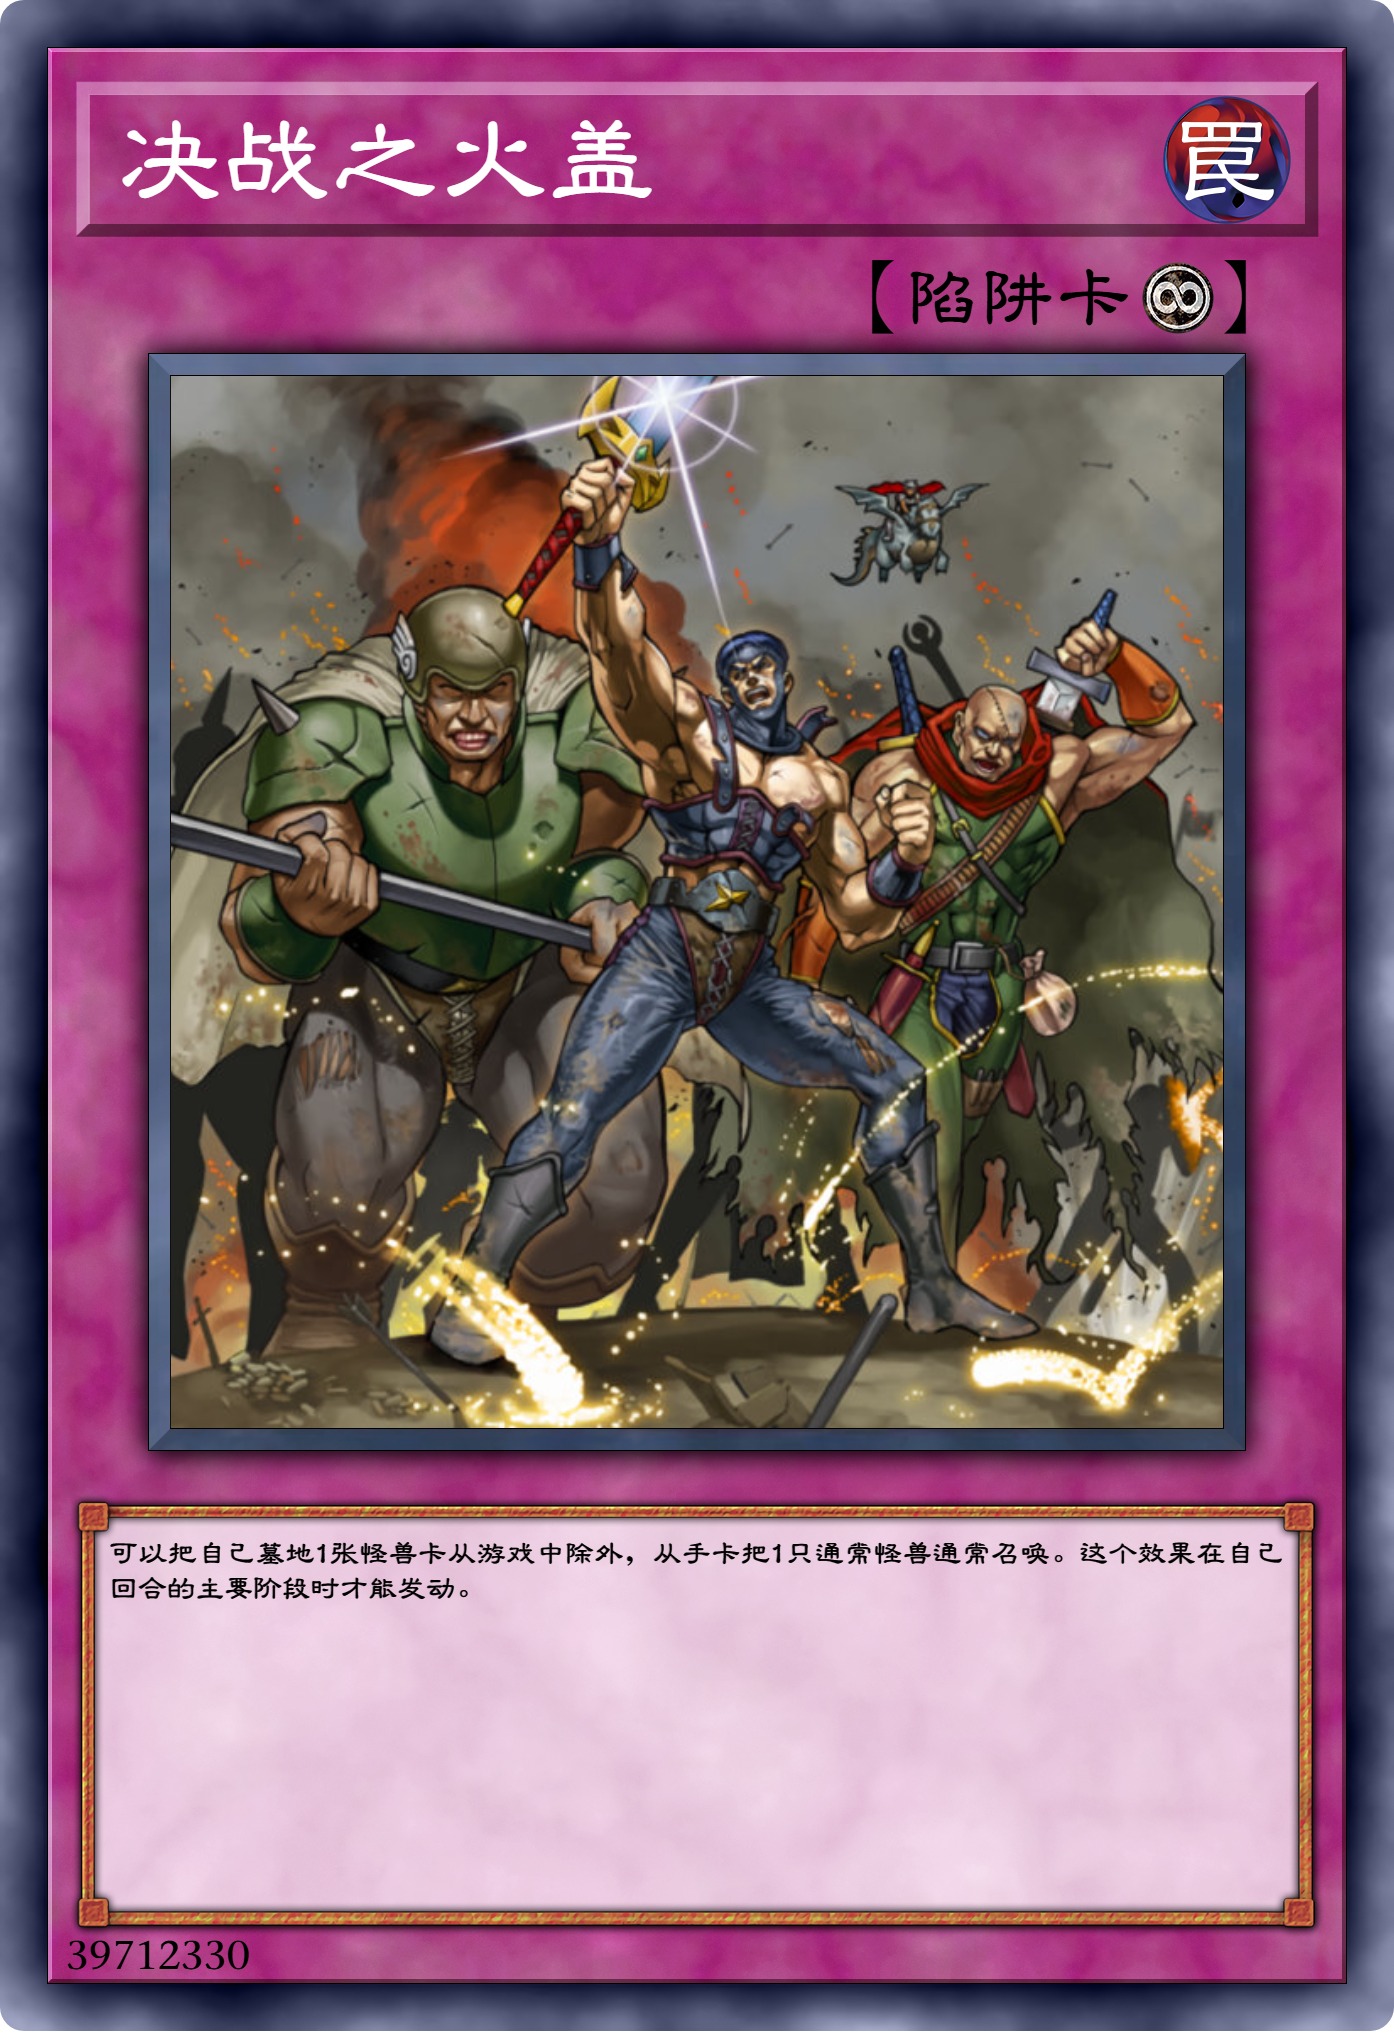 决战之火盖
罠
【陷阱卡】
可以把自己墓地1张怪兽卡从游戏中除外，从手卡把1只通常怪兽通常召唤。这个效果在自己
回合的主要阶段时才能发动。
39712330